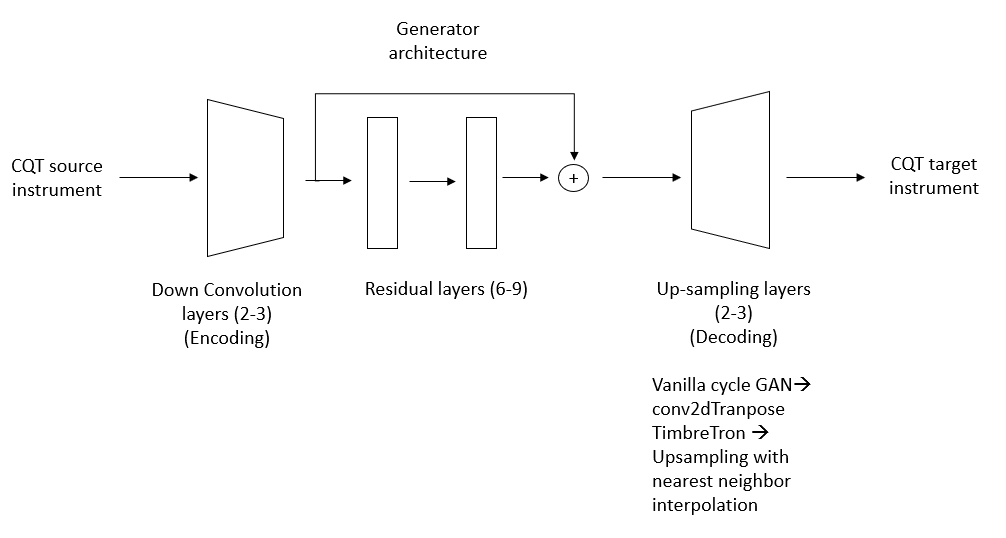 Generator
architecture
CQT source
instrument
+
CQT target
instrument
Down Convolution
layers (2-3)
(Encoding)
Residual layers (6-9)
Up-sampling layers
(2-3)
(Decoding)
Vanilla cycle GAN→
conv2dTranpose
TimbreTron →
Upsampling with
nearest neighbor
interpolation